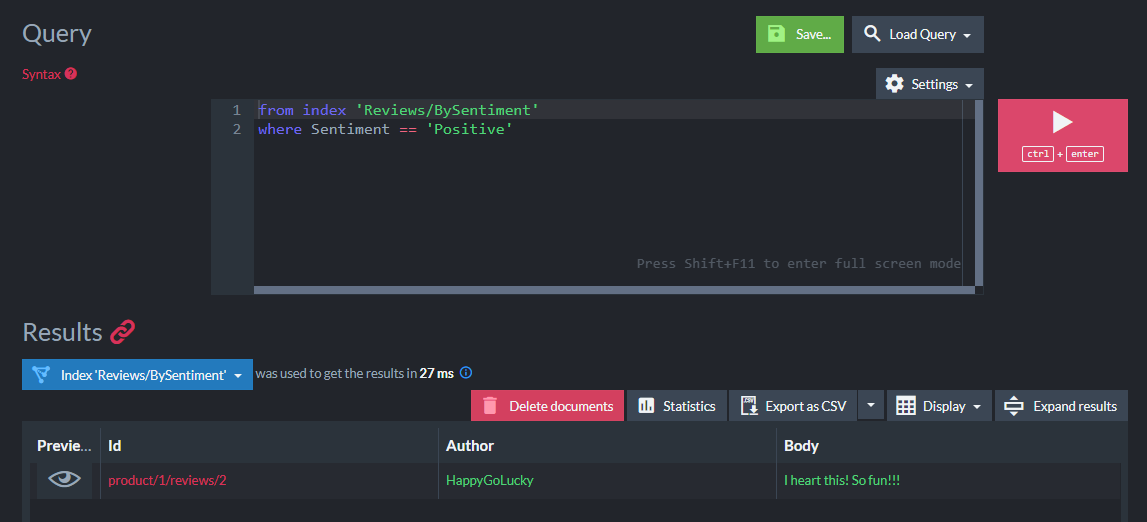 Query
Save...
Load Query
Syntax
Settings
1 from index 'Reviews/BySentiment'
2 where Sentiment == 'Positive'
ctrl + enter
Press Shift+F11 to enter full screen mode
Results
Index 'Reviews/BySentiment' was used to get the results in 27 ms
Delete documents Statistics CSV Export as CSV Display Expand results
Previe... Id Author Body
product/1/reviews/2 HappyGoLucky I heart this! So fun!!!